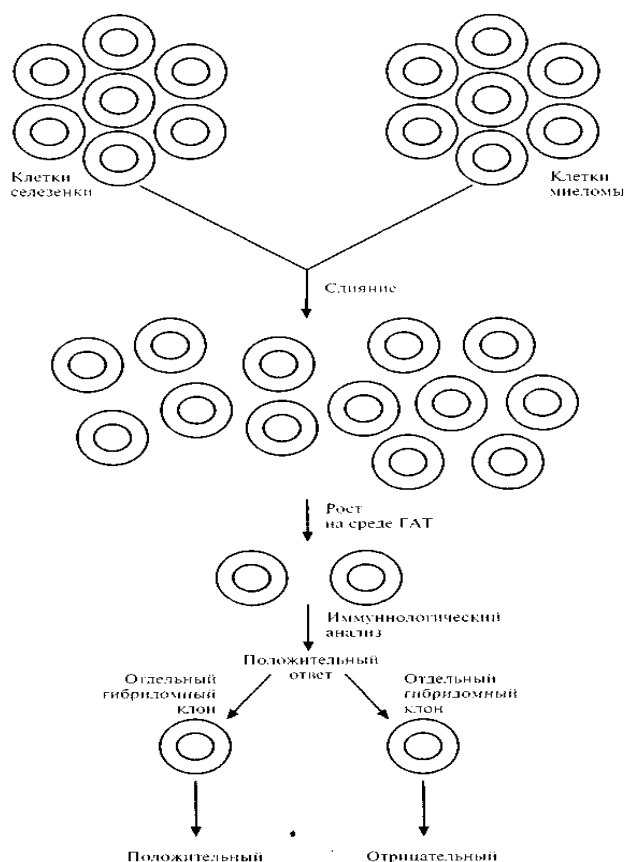 Клетки
селезенки
Клетки
миеломы
Слияние
Рост
на среде ГАТ
Иммуннологический
анализ
Положительный
ответ
Отдельный
гибридомный
клон
Отдельный
гибридомный
клон
Положительный
Отрицательный